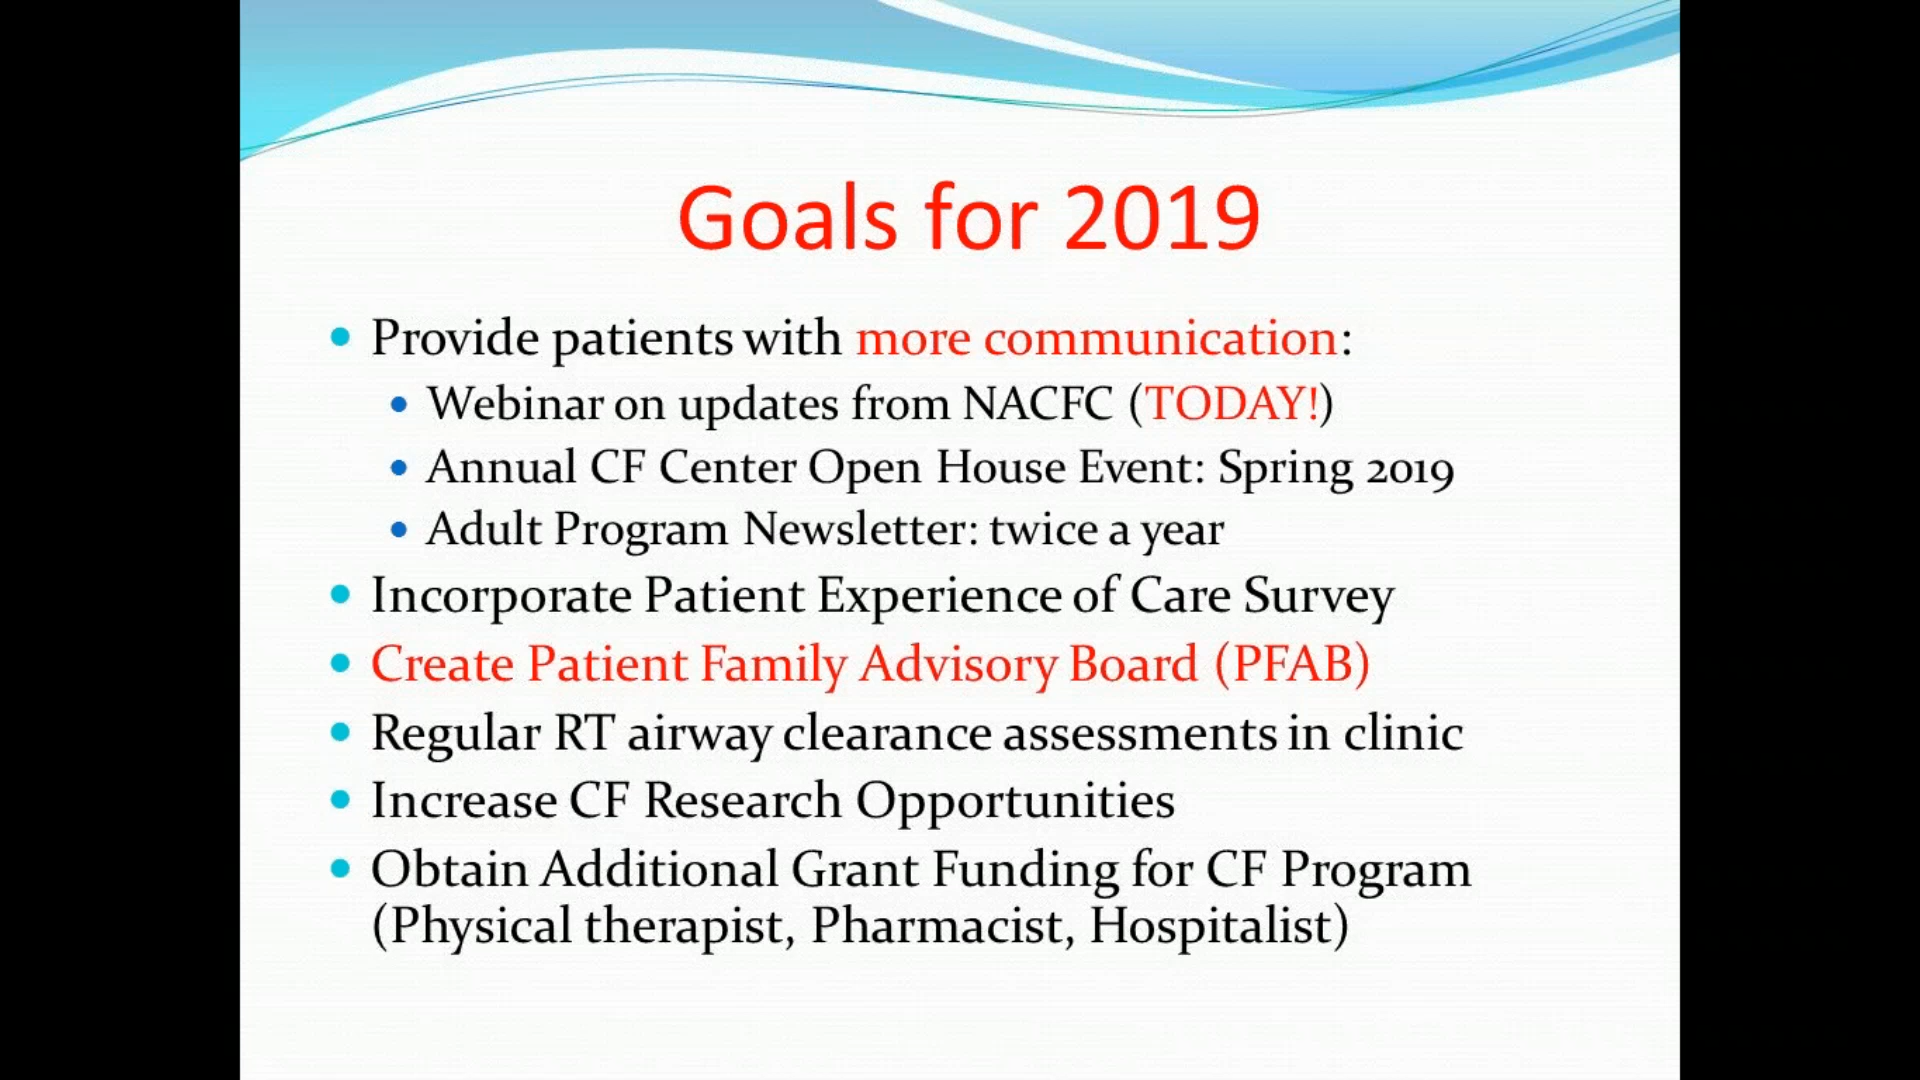 Goals for 2019
• Provide patients with more communication:
• Webinar on updates from NACFC (TODAY!)
• Annual CF Center Open House Event: Spring 2019
• Adult Program Newsletter: twice a year
• Incorporate Patient Experience of Care Survey
• Create Patient Family Advisory Board (PFAB)
• Regular RT airway clearance assessments in clinic
• Increase CF Research Opportunities
• Obtain Additional Grant Funding for CF Program
(Physical therapist, Pharmacist, Hospitalist)